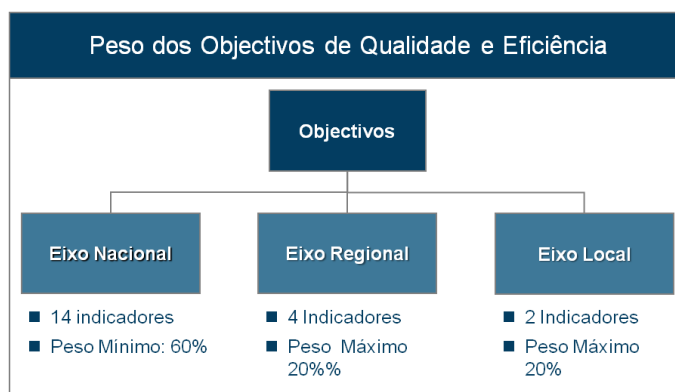 Peso dos Objectivos de Qualidade e Eficiência
Objectivos
Eixo Nacional
Eixo Regional
Eixo Local
14 indicadores
Peso Mínimo: 60%
4 Indicadores
Peso Máximo
20%%
2 Indicadores
Peso Máximo
20%